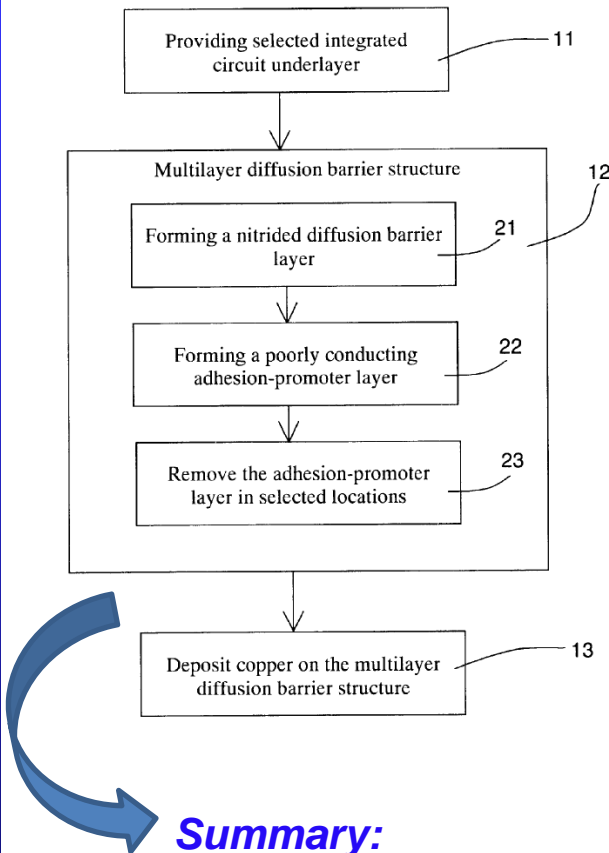 Providing selected integrated
circuit underlayer
11
Multilayer diffusion barrier structure
12
Forming a nitrided diffusion barrier
layer
21
Forming a poorly conducting
adhesion-promoter layer
22
Remove the adhesion-promoter
layer in selected locations
23
Deposit copper on the multilayer
diffusion barrier structure
13
Summary: